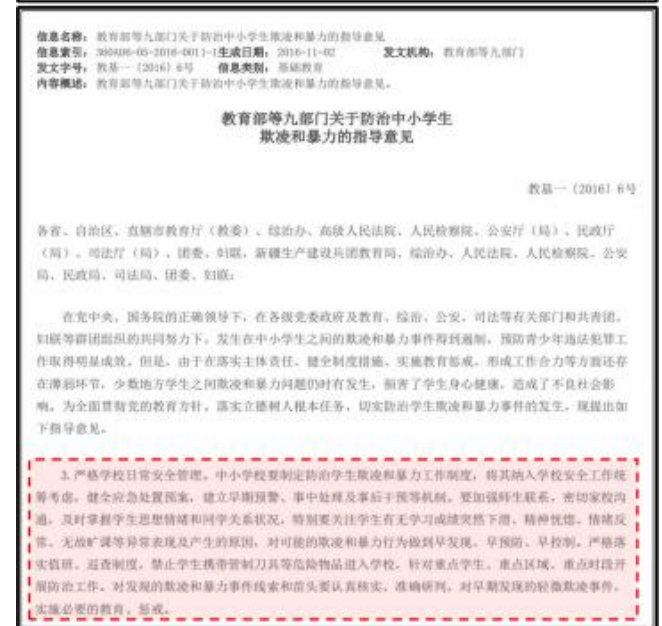 信息名称：教育部等九部门关于防治中小学生欺凌和暴力的指导意见
信息索引：360A06-05-2016-0011-1生成日期：2016-11-02 发文机构：教育部等九部门
发文字号：教基一〔2016〕6号 信息类别：基础教育
内容概述：教育部等九部门关于防治中小学生欺凌和暴力的指导意见。
教育部等九部门关于防治中小学生
欺凌和暴力的指导意见
教基一〔2016〕6号
各省、自治区、直辖市教育厅（教委）、综治办、高级人民法院、人民检察院、公安厅（局）、民政厅
（局）、司法厅（局）、团委、妇联，新疆生产建设兵团教育局、综治办、人民法院、人民检察院、公安
局、民政局、司法局、团委、妇联：
在党中央、国务院的正确领导下，在各级党委政府及教育、综治、公安、司法等有关部门和共青团、
妇联等群团组织的共同努力下，发生在中小学生之间的欺凌和暴力事件得到遏制，预防青少年违法犯罪工
作取得明显成效。但是，由于在落实主体责任、健全制度措施、实施教育惩戒、形成工作合力等方面还存
在薄弱环节，少数地方学生之间欺凌和暴力问题仍时有发生，损害了学生身心健康，造成了不良社会影
响。为全面贯彻党的教育方针，落实立德树人根本任务，切实防治学生欺凌和暴力事件的发生，现提出如
下指导意见。
3.严格学校日常安全管理。中小学校要制定防治学生欺凌和暴力工作制度，将其纳入学校安全工作统
筹考虑，健全应急处置预案，建立早期预警、事中处理及事后干预等机制。要加强师生联系，密切家校沟
通，及时掌握学生思想情绪和同学关系状况，特别要关注学生有无学习成绩突然下滑、精神恍惚、情绪反
常、无故旷课等异常表现及产生的原因，对可能的欺凌和暴力行为做到早发现、早预防、早控制。严格落
实值班、巡查制度，禁止学生携带管制刀具等危险物品进入学校，针对重点学生、重点区域、重点时段开
展防治工作。对发现的欺凌和暴力事件线索和苗头要认真核实、准确研判，对早期发现的轻微欺凌事件，
实施必要的教育、惩戒。